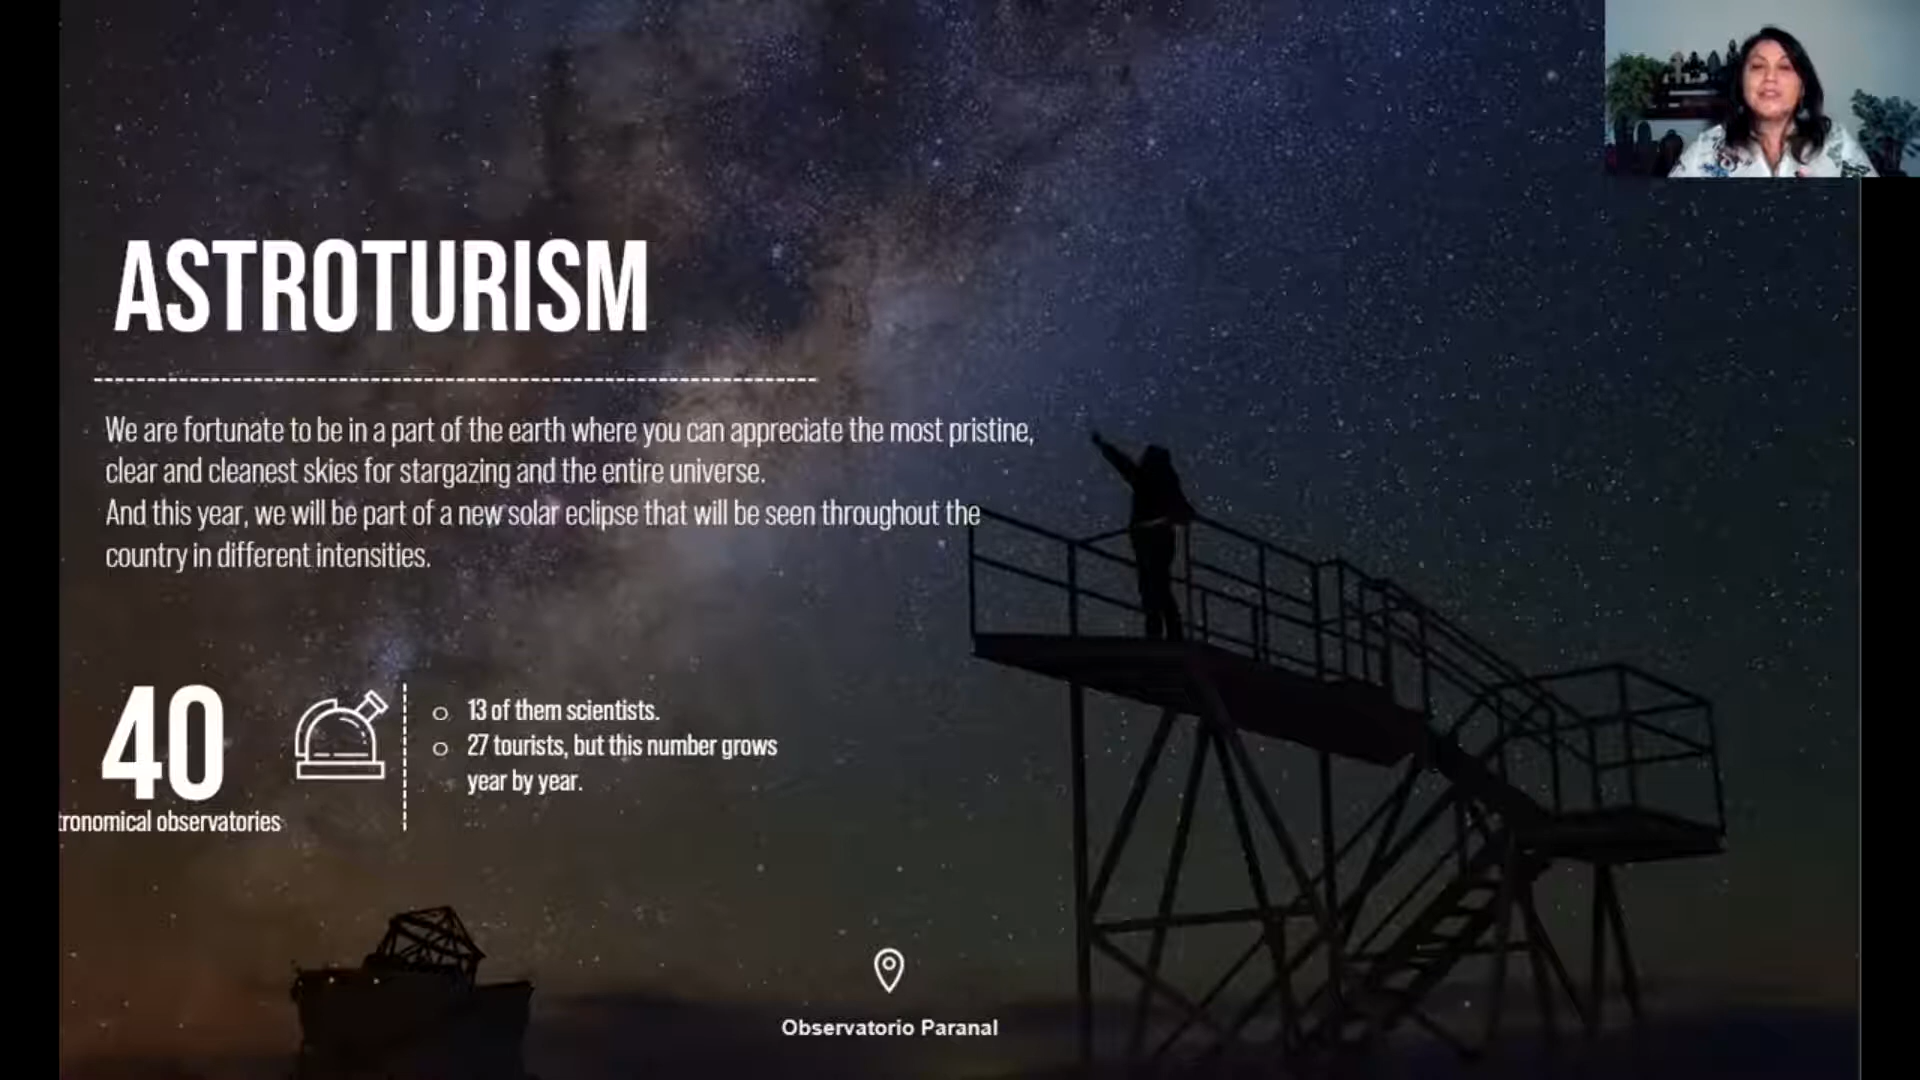 ASTROTURISM
We are fortunate to be in a part of the earth where you can appreciate the most pristine,
clear and cleanest skies for stargazing and the entire universe.
And this year, we will be part of a new solar eclipse that will be seen throughout the
country in different intensities.
40
tronomical observatories
13 of them scientists.
27 tourists, but this number grows
year by year.
Observatorio Paranal